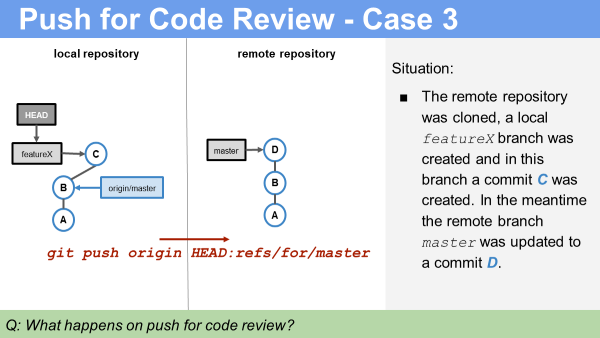 Push for Code Review - Case 3
local repository
remote repository
HEAD
featureX
C
B
origin/master
A
master
D
B
A
git push origin HEAD:refs/for/master
Situation:
■ The remote repository
was cloned, a local
featureX branch was
created and in this
branch a commit C was
created. In the meantime
the remote branch
master was updated to
a commit D.
Q: What happens on push for code review?